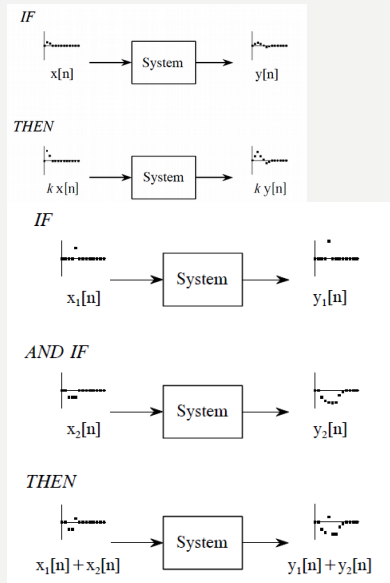 IF
System
x[n]
y[n]
THEN
System
k x[n]
k y[n]
IF
System
x₁[n]
y₁[n]
AND IF
System
x₂[n]
y₂[n]
THEN
System
x₁[n]+x₂[n]
y₁[n]+y₂[n]